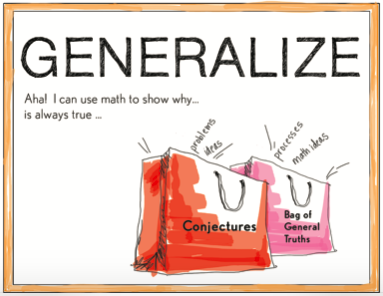 GENERALIZE
Aha! I can use math to show why...
is always true ...
problems
ideas
processes
math ideas
Conjectures
Bag of
General
Truths